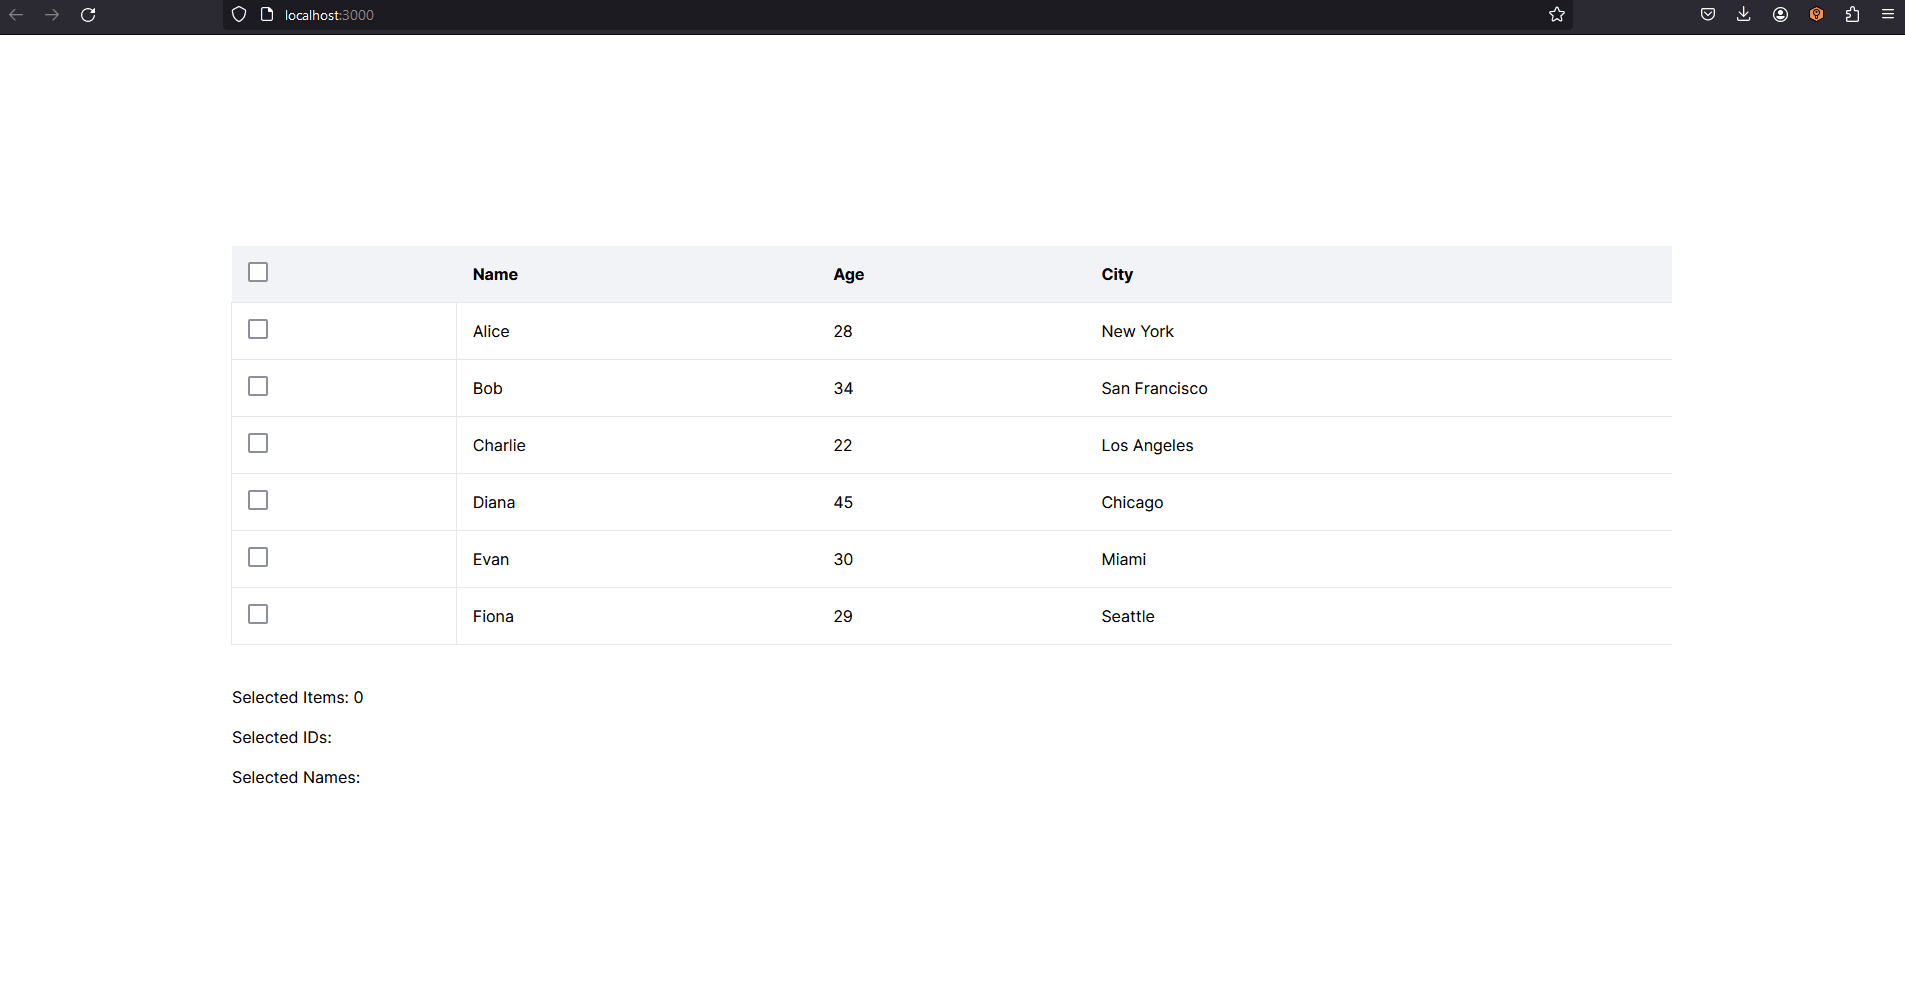 localhost:3000
Name Age City
Alice 28 New York
Bob 34 San Francisco
Charlie 22 Los Angeles
Diana 45 Chicago
Evan 30 Miami
Fiona 29 Seattle
Selected Items: 0
Selected IDs:
Selected Names: